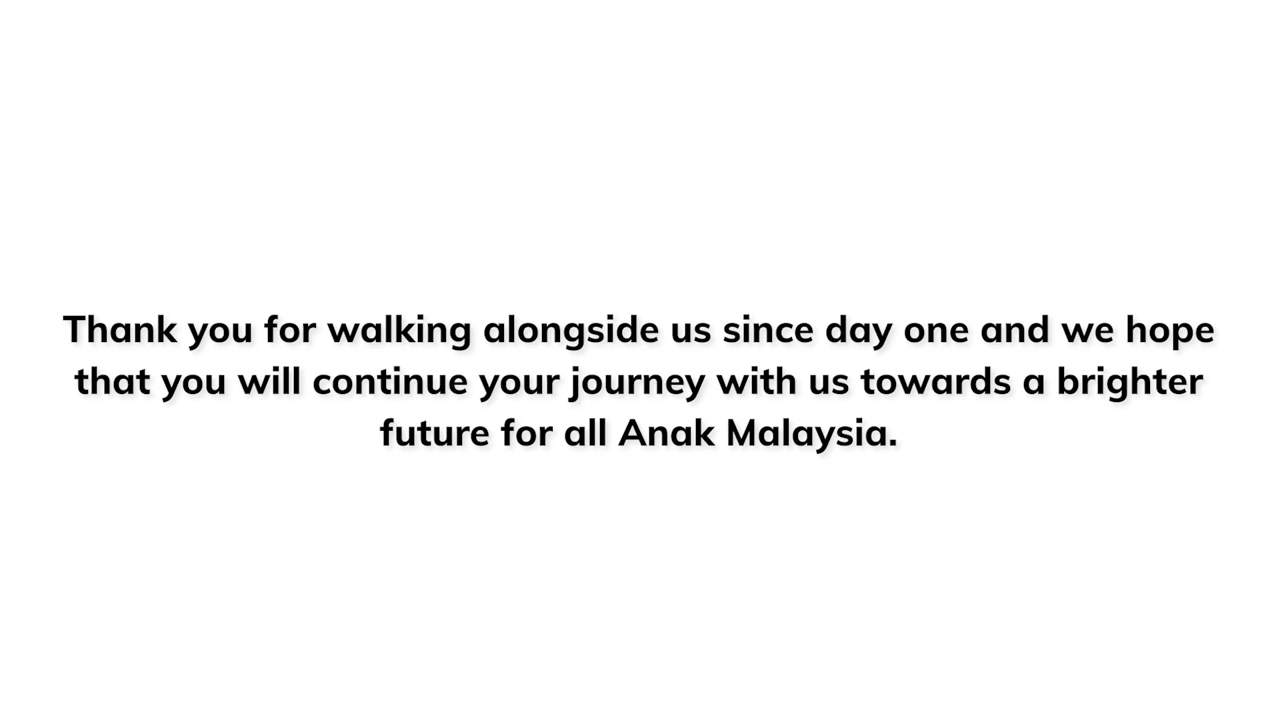 Thank you for walking alongside us since day one and we hope
that you will continue your journey with us towards a brighter
future for all Anak Malaysia.